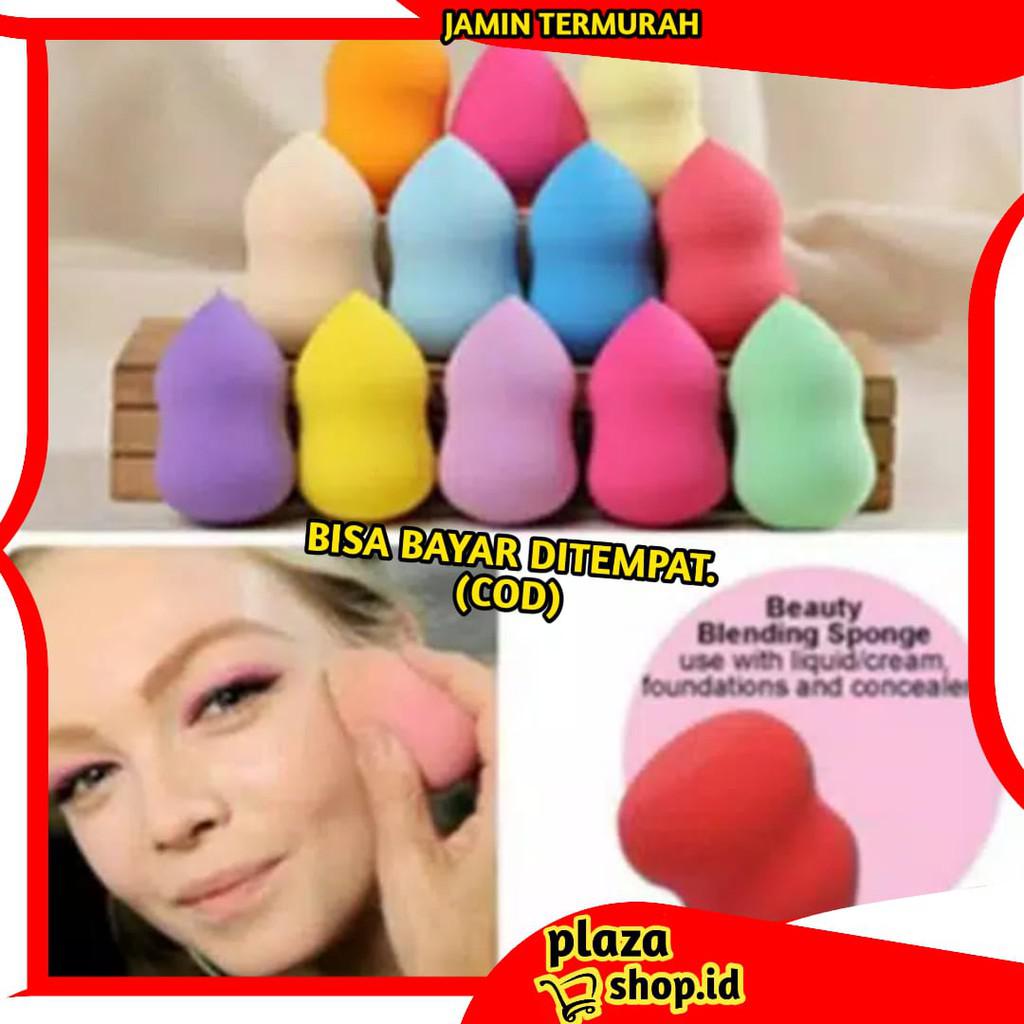 JAMIN TERMURAH
BISA BAYAR DITEMPAT.
(COD)
Beauty
Blending Sponge
use with liquid/cream,
foundations and concealer
plaza
shop.id